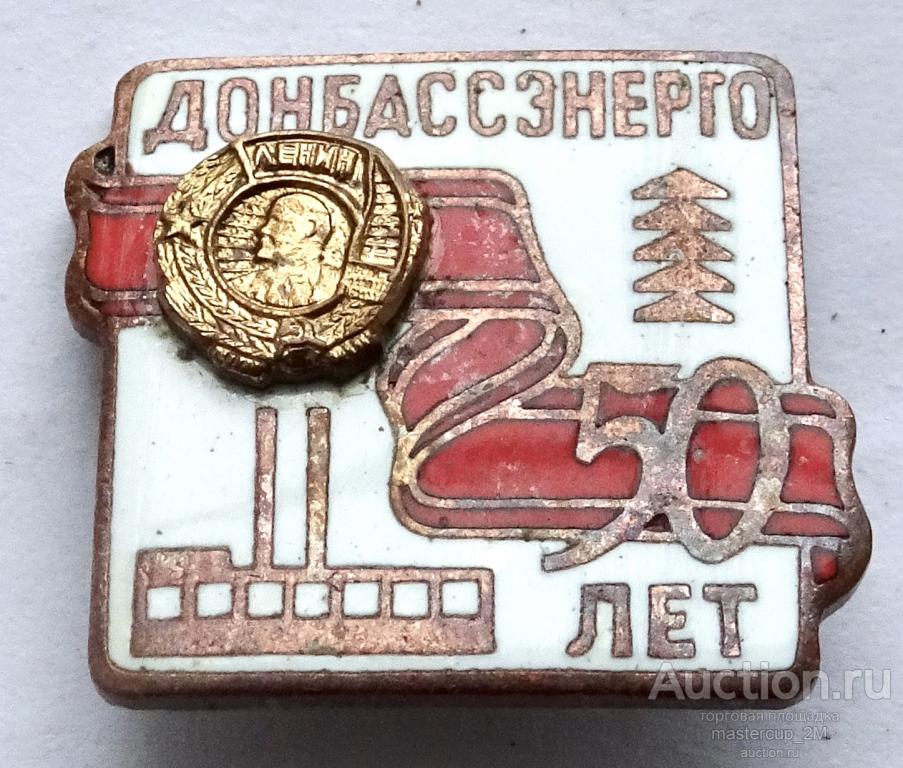 ДОНБАССЭНЕРГО
ЛЕНИН
50
ЛЕТ
Auction.ru
торговая площадка
mastercup_2M
auction.ru